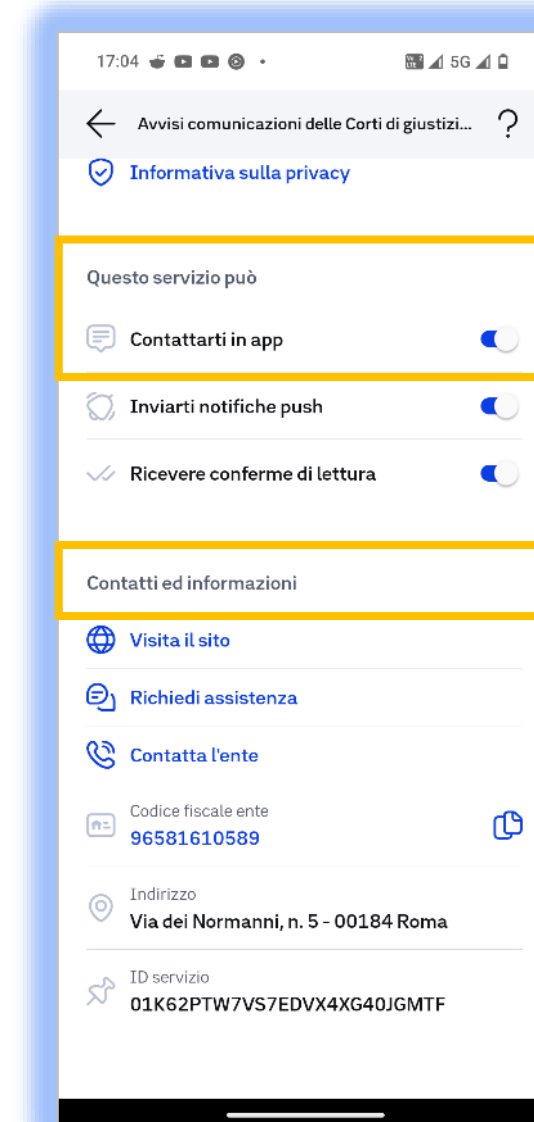 17:04
5G
Avvisi comunicazioni delle Corti di giustizi...
Informativa sulla privacy
Questo servizio può
Contattarti in app
Inviarti notifiche push
Ricevere conferme di lettura
Contatti ed informazioni
Visita il sito
Richiedi assistenza
Contatta l'ente
Codice fiscale ente
96581610589
Indirizzo
Via dei Normanni, n. 5 - 00184 Roma
ID servizio
01K62PTW7VS7EDVX4XG40JGMTF